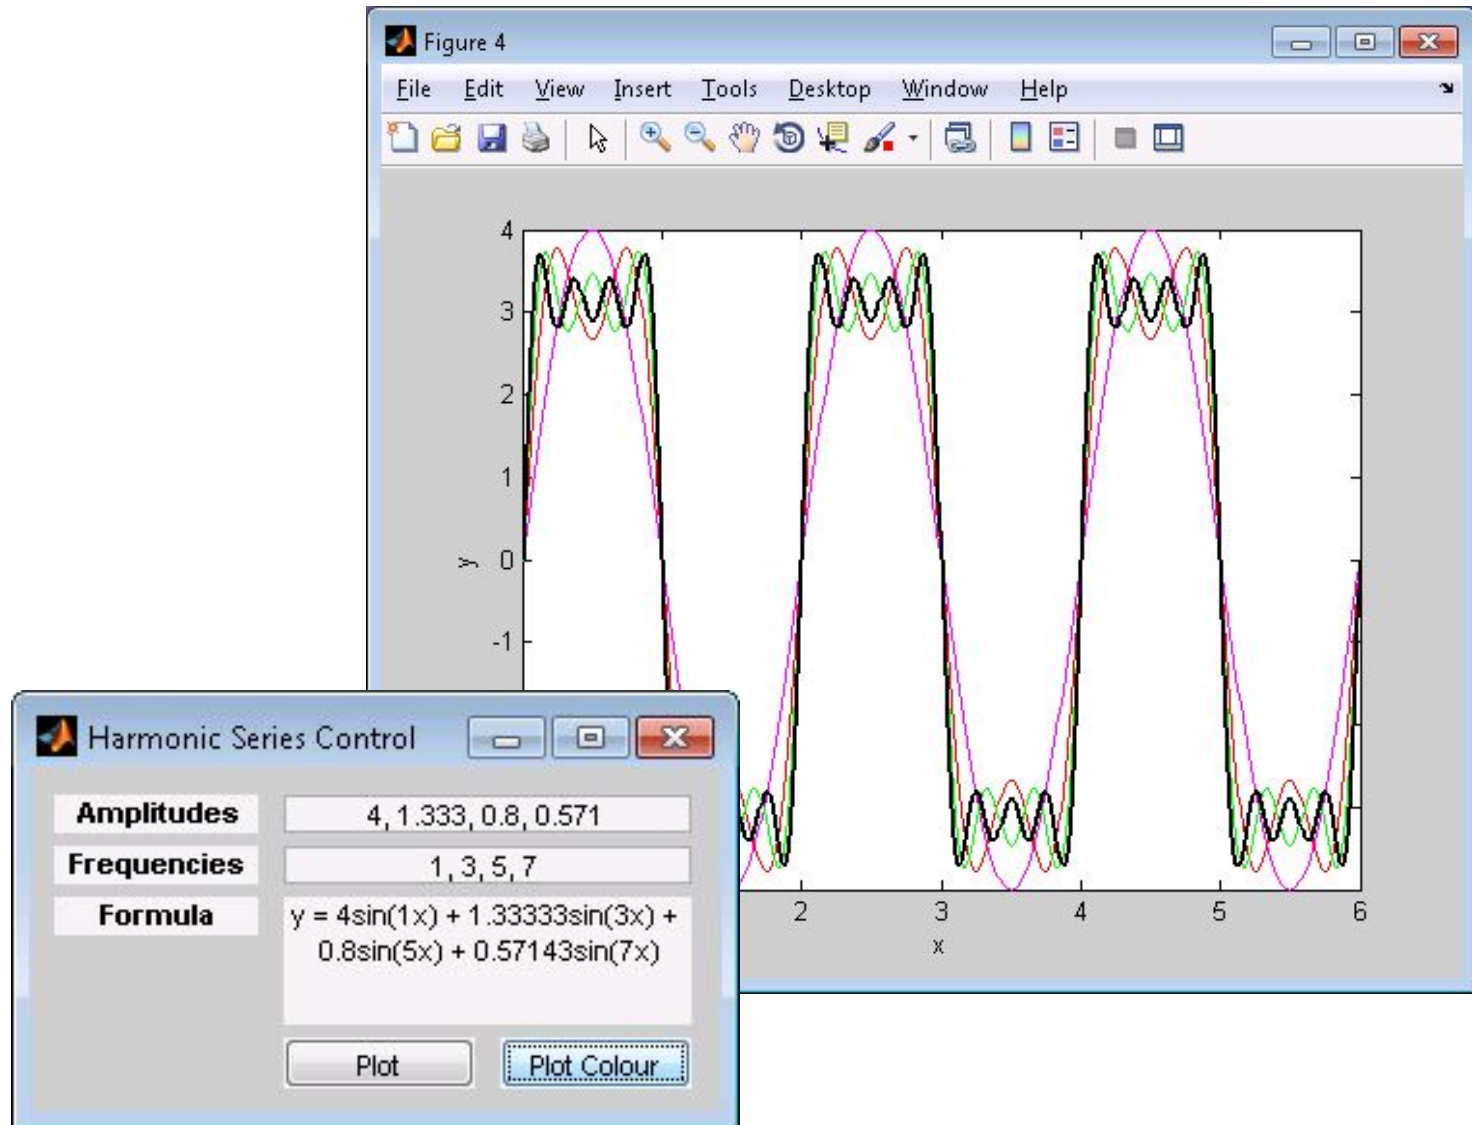 Figure 4
File Edit View Insert Tools Desktop Window Help
4
3
2
1
0
-1
y
2 3 4 5 6
x
Harmonic Series Control
Amplitudes 4, 1.333, 0.8, 0.571
Frequencies 1, 3, 5, 7
Formula y = 4sin(1x) + 1.33333sin(3x) +
0.8sin(5x) + 0.57143sin(7x)
Plot Plot Colour